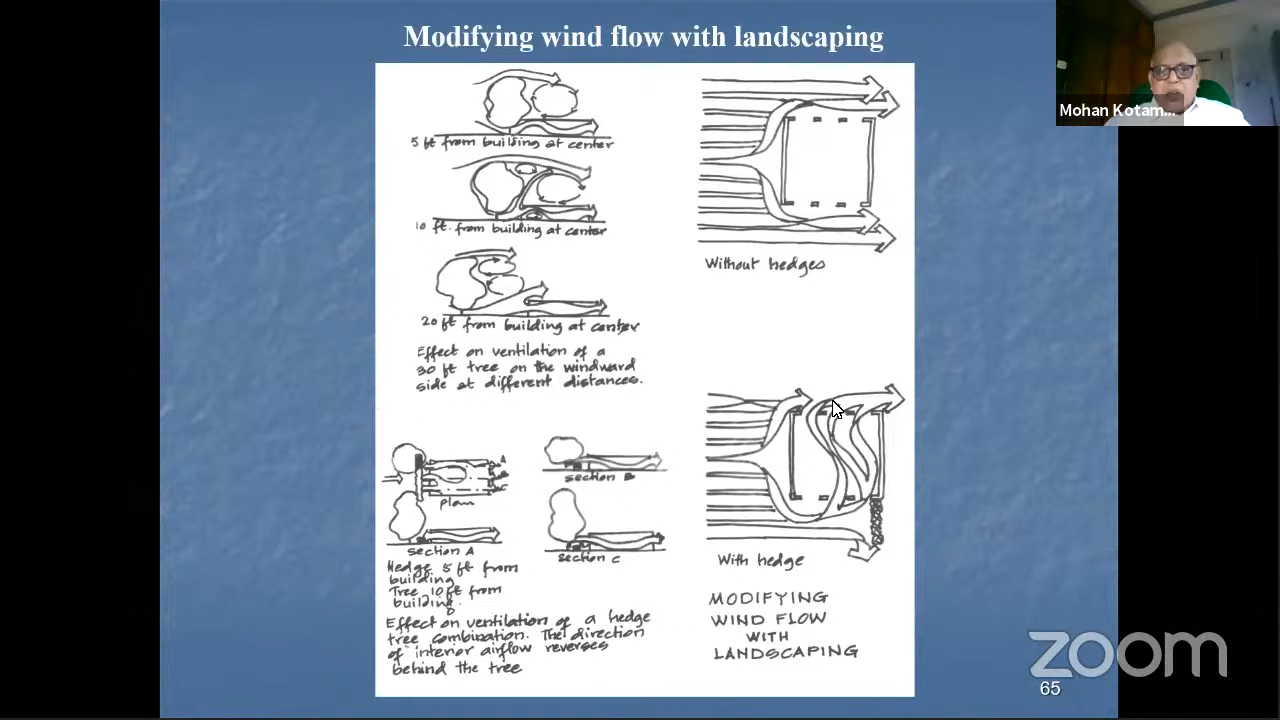 Modifying wind flow with landscaping
Mohan Kotam...
5 ft from building at center
10 ft. from building at center
20 ft from building at center
Effect on ventilation of a
30 ft tree on the windward
side at different distances.
Without hedges
plan
section A
section B
section C
A
Hedge 5 ft from
building
Tree 10 ft from
building.
Effect on ventilation of a hedge
tree combination. The direction
of interior airflow reverses
behind the tree
With hedge
MODIFYING
WIND FLOW
WITH
LANDSCAPING
zoom
65